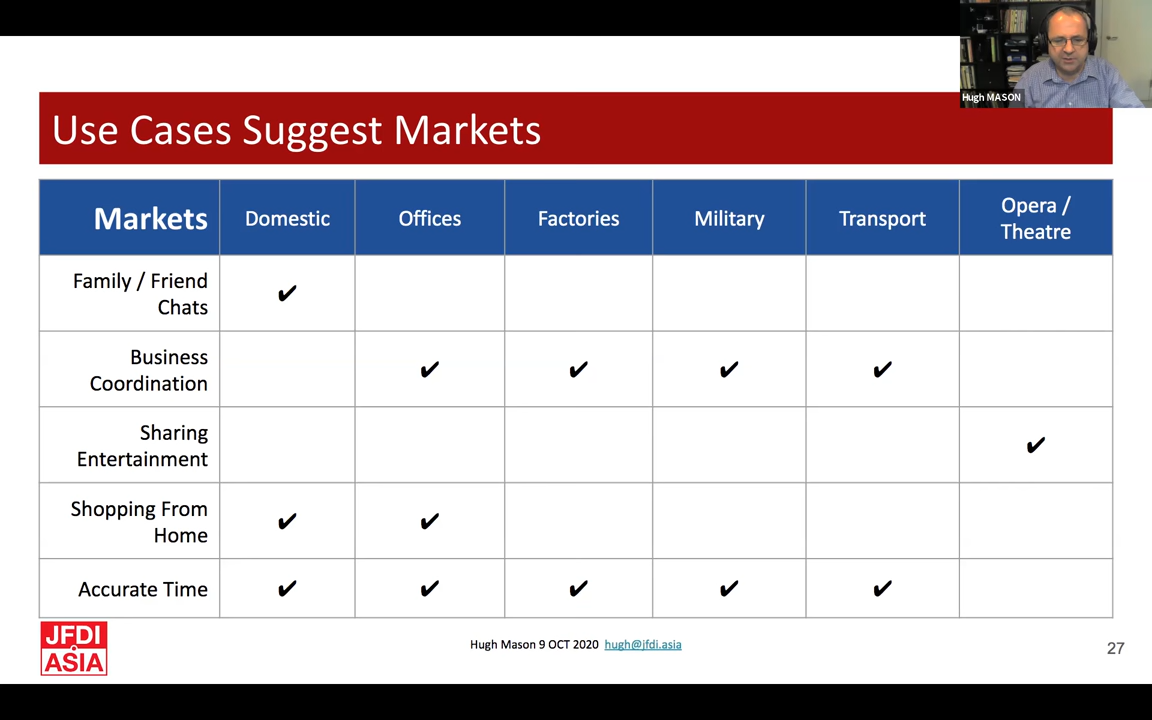 Hugh MASON
Use Cases Suggest Markets
Markets Domestic Offices Factories Military Transport Opera /
Theatre
Family / Friend
Chats ✔
Business
Coordination ✔ ✔ ✔ ✔
Sharing
Entertainment ✔
Shopping From
Home ✔ ✔
Accurate Time ✔ ✔ ✔ ✔ ✔
JFDI
ASIA
Hugh Mason 9 OCT 2020 hugh@jfdi.asia
27